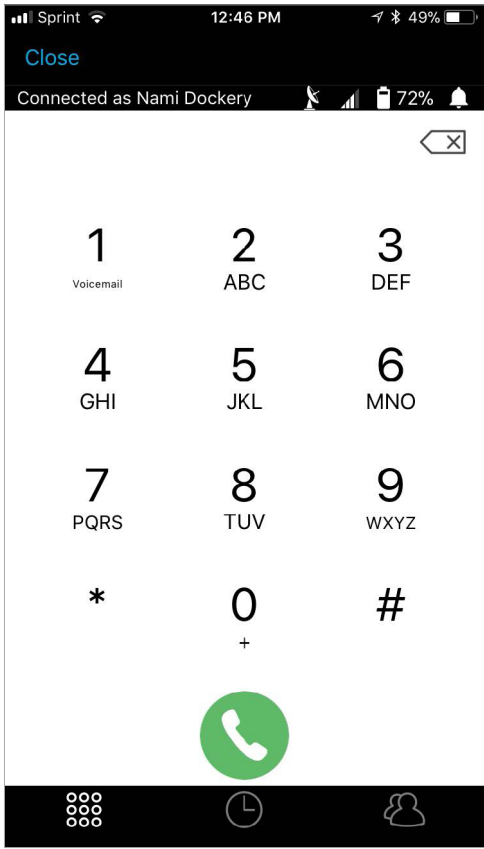 Sprint 12:46 PM 49%
Close
Connected as Nami Dockery 72%
1 2 3
Voicemail ABC DEF
4 5 6
GHI JKL MNO
7 8 9
PQRS TUV WXYZ
* 0 #
+